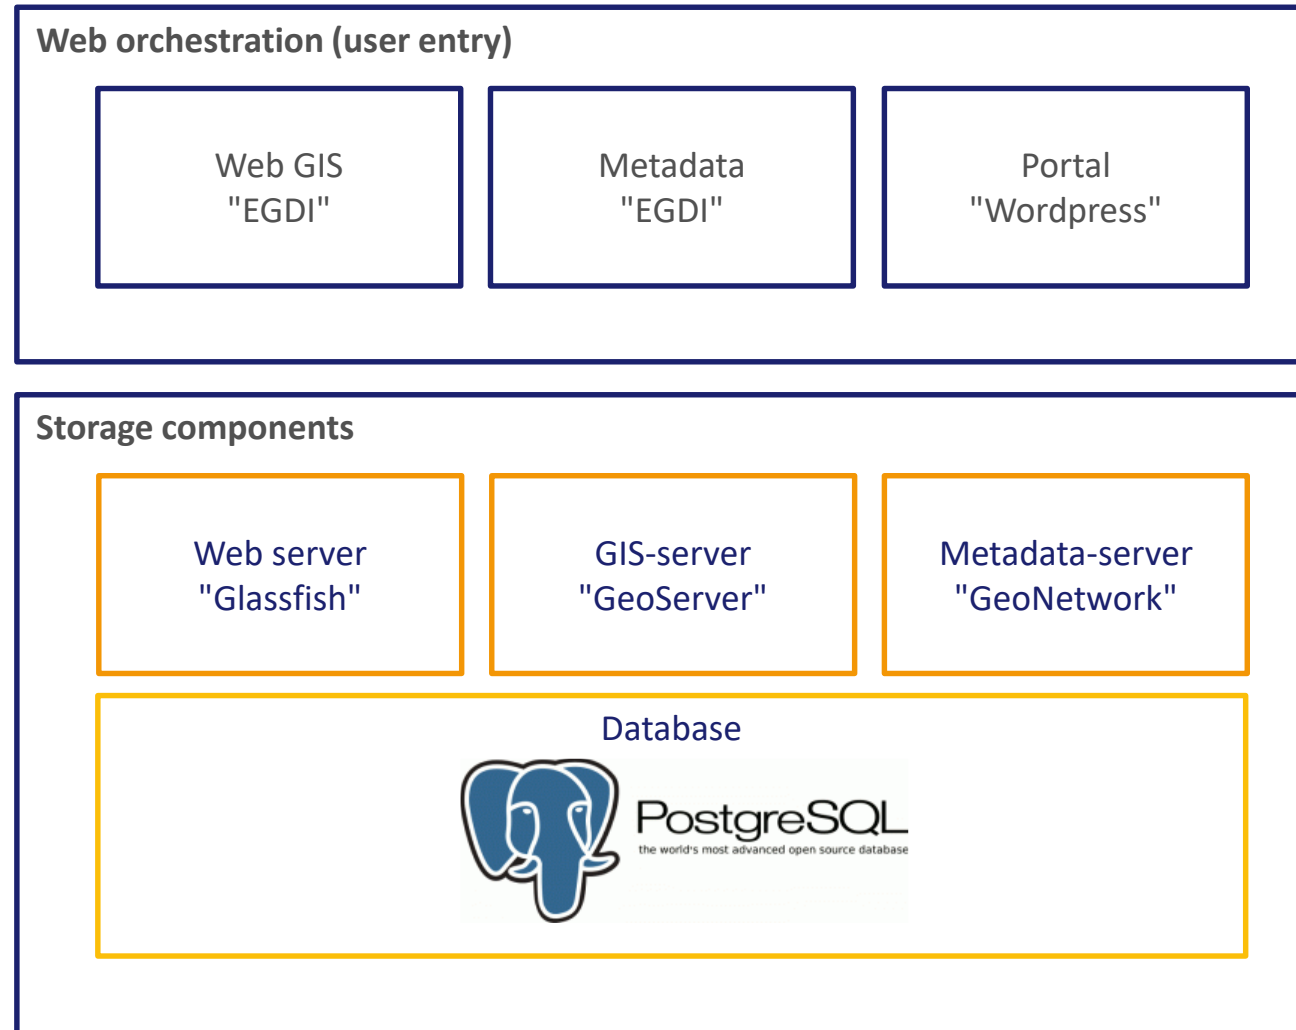 Web orchestration (user entry)
Web GIS
"EGDI"
Metadata
"EGDI"
Portal
"Wordpress"
Storage components
Web server
"Glassfish"
GIS-server
"GeoServer"
Metadata-server
"GeoNetwork"
Database
PostgreSQL
the world's most advanced open source database